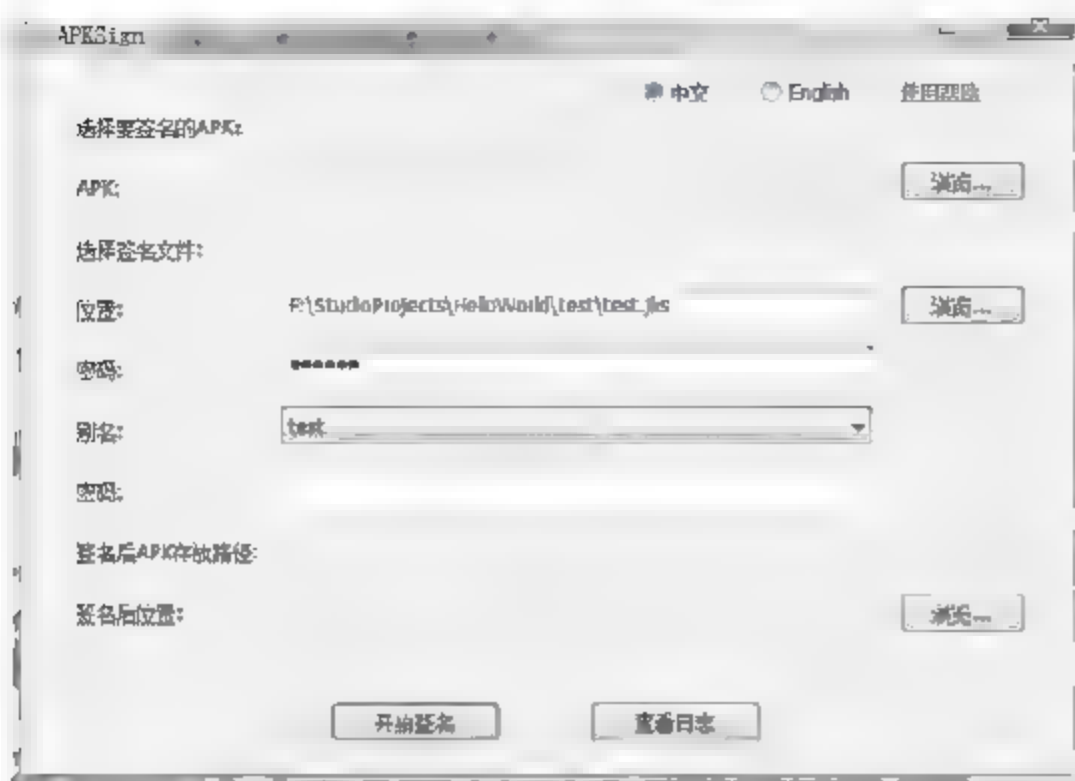 APKSign
中文 English 使用教程
选择要签名的APK:
APK: 浏览...
选择签名文件:
位置: F:\StudioProjects\HelloWorld\test\test.jks 浏览...
密码: ••••••
别名: test
密码:
签名后APK存放路径:
签名后位置: 浏览...
开始签名 查看日志